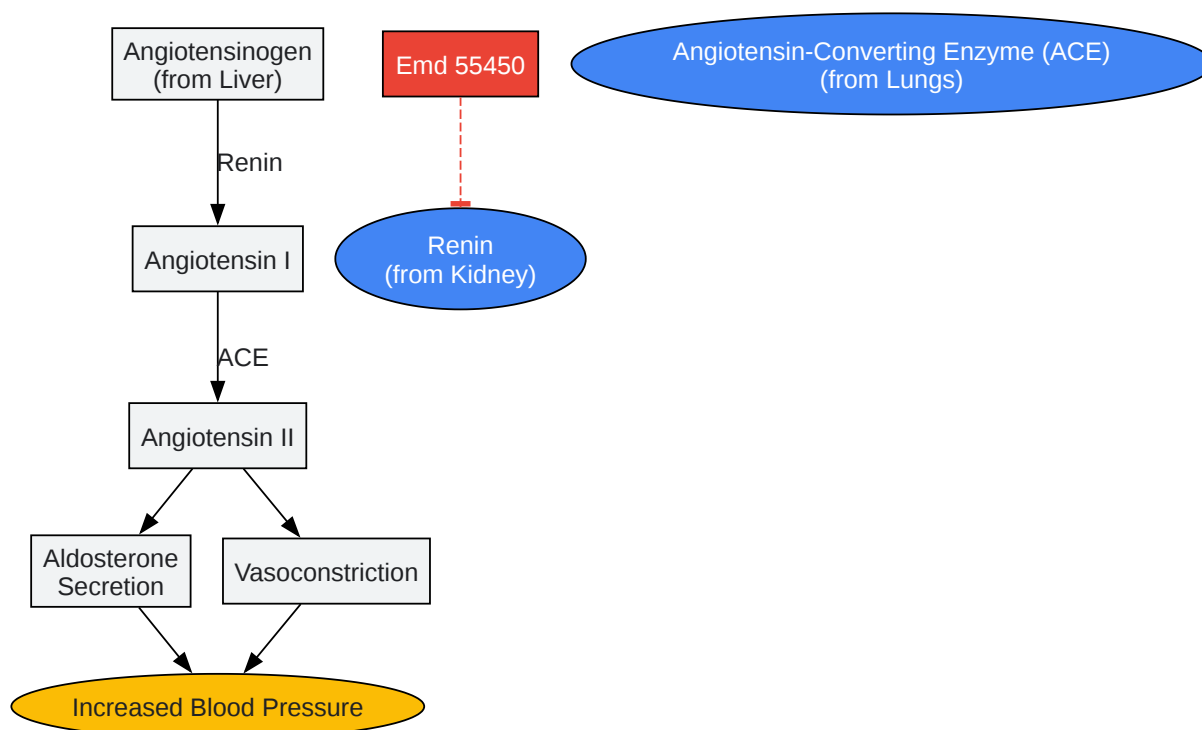 Angiotensinogen
(from Liver)
Emd 55450
Angiotensin-Converting Enzyme (ACE)
(from Lungs)
Renin
Angiotensin I
Renin
(from Kidney)
ACE
Angiotensin II
Aldosterone
Secretion
Vasoconstriction
Increased Blood Pressure